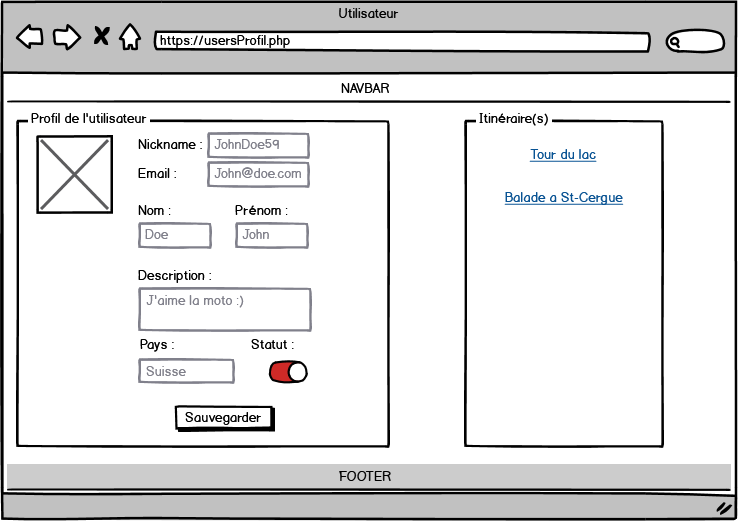 Utilisateur
https://usersProfil.php
NAVBAR
Profil de l'utilisateur
Nickname : JohnDoe59
Email : John@doe.com
Nom : Prénom :
Doe John
Description :
J'aime la moto :)
Pays : Statut :
Suisse
Sauvegarder
Itinéraire(s)
Tour du lac
Balade a St-Cergue
FOOTER